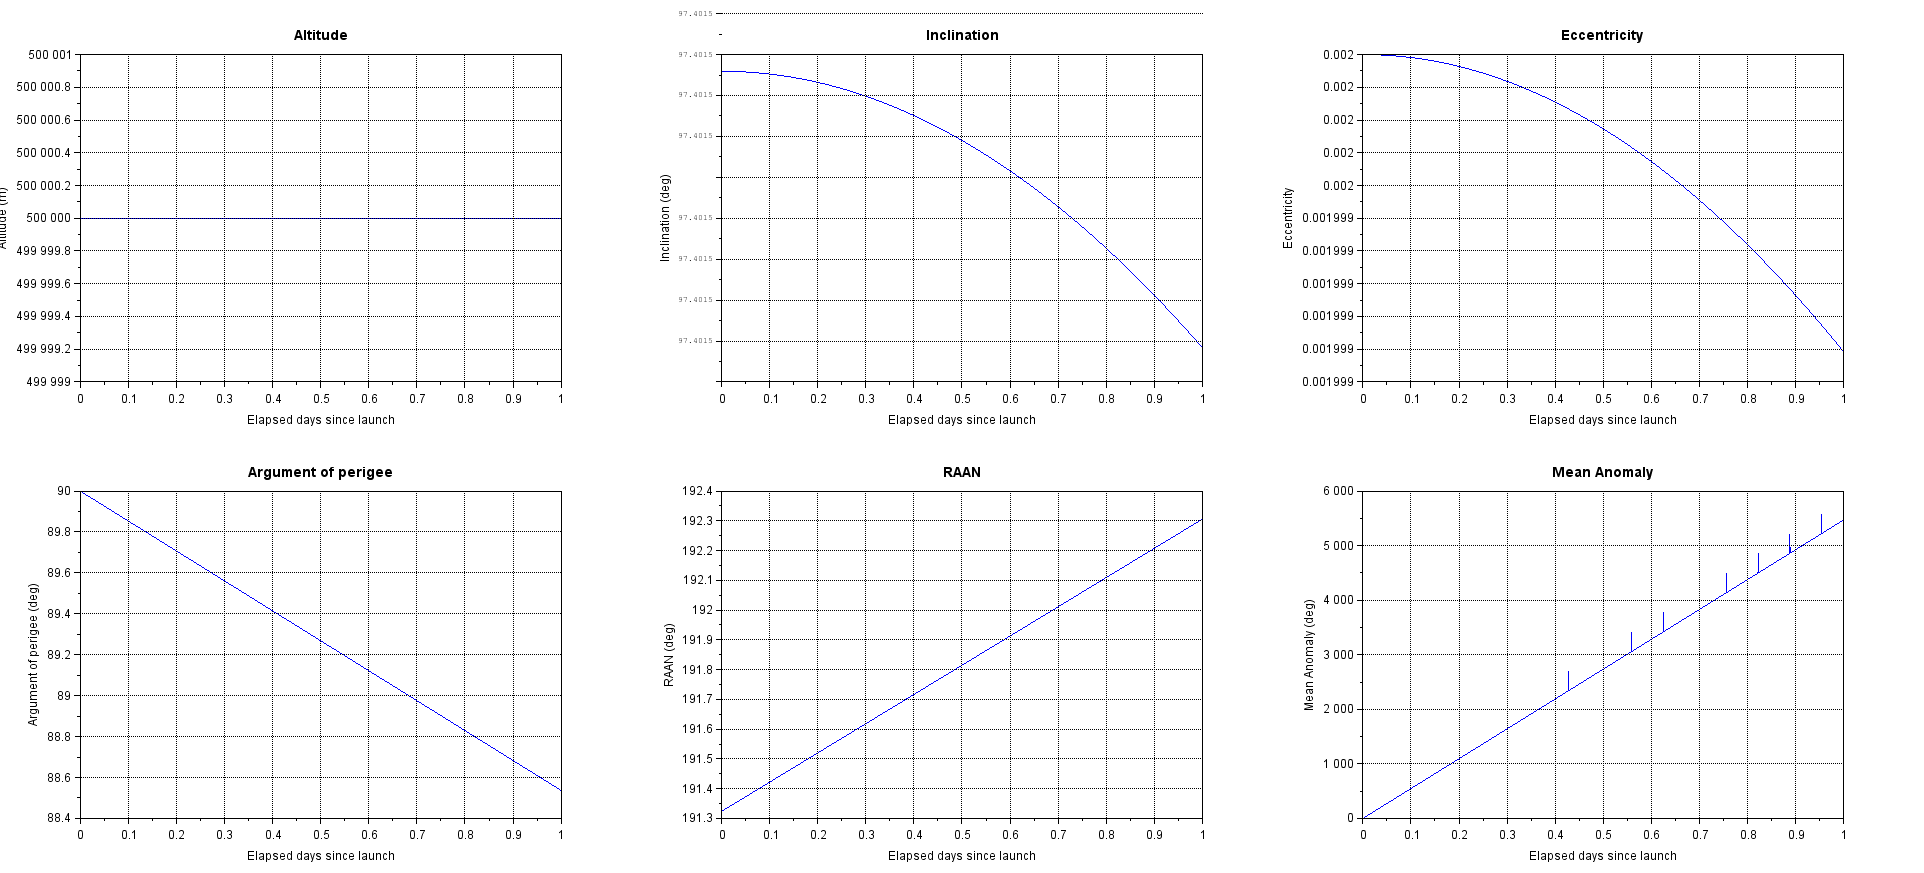 97.4015
Altitude
Inclination
Eccentricity
500 001
500 000.8
500 000.6
500 000.4
500 000.2
500 000
499 999.8
499 999.6
499 999.4
499 999.2
499 999
Altitude (m)
0 0.1 0.2 0.3 0.4 0.5 0.6 0.7 0.8 0.9 1
Elapsed days since launch
97.4015
97.4015
97.4015
97.4015
97.4015
97.4015
97.4015
Inclination (deg)
0 0.1 0.2 0.3 0.4 0.5 0.6 0.7 0.8 0.9 1
Elapsed days since launch
0.002
0.002
0.002
0.002
0.002
0.001999
0.001999
0.001999
0.001999
0.001999
0.001999
Eccentricity
0 0.1 0.2 0.3 0.4 0.5 0.6 0.7 0.8 0.9 1
Elapsed days since launch
Argument of perigee
90
89.8
89.6
89.4
89.2
89
88.8
88.6
88.4
Argument of perigee (deg)
0 0.1 0.2 0.3 0.4 0.5 0.6 0.7 0.8 0.9 1
Elapsed days since launch
RAAN
192.4
192.3
192.2
192.1
192
191.9
191.8
191.7
191.6
191.5
191.4
191.3
RAAN (deg)
0 0.1 0.2 0.3 0.4 0.5 0.6 0.7 0.8 0.9 1
Elapsed days since launch
Mean Anomaly
6 000
5 000
4 000
3 000
2 000
1 000
0
Mean Anomaly (deg)
0 0.1 0.2 0.3 0.4 0.5 0.6 0.7 0.8 0.9 1
Elapsed days since launch